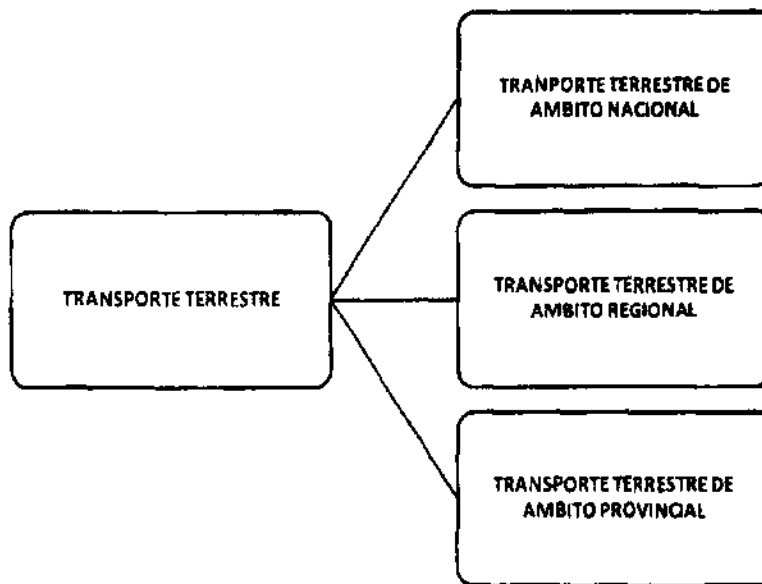 TRANPORTE TERRESTRE DE
AMBITO NACIONAL
TRANSPORTE TERRESTRE
TRANSPORTE TERRESTRE DE
AMBITO REGIONAL
TRANSPORTE TERRESTRE DE
AMBITO PROVINCIAL